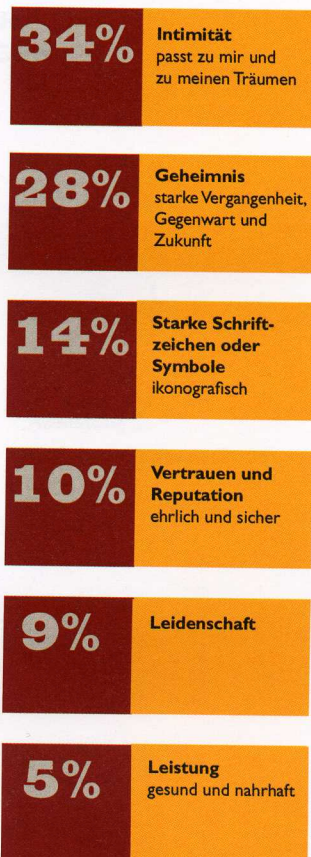 34%
Intimität
passt zu mir und
zu meinen Träumen
28%
Geheimnis
starke Vergangenheit,
Gegenwart und
Zukunft
14%
Starke Schrift-
zeichen oder
Symbole
ikonografisch
10%
Vertrauen und
Reputation
ehrlich und sicher
9%
Leidenschaft
5%
Leistung
gesund und nahrhaft